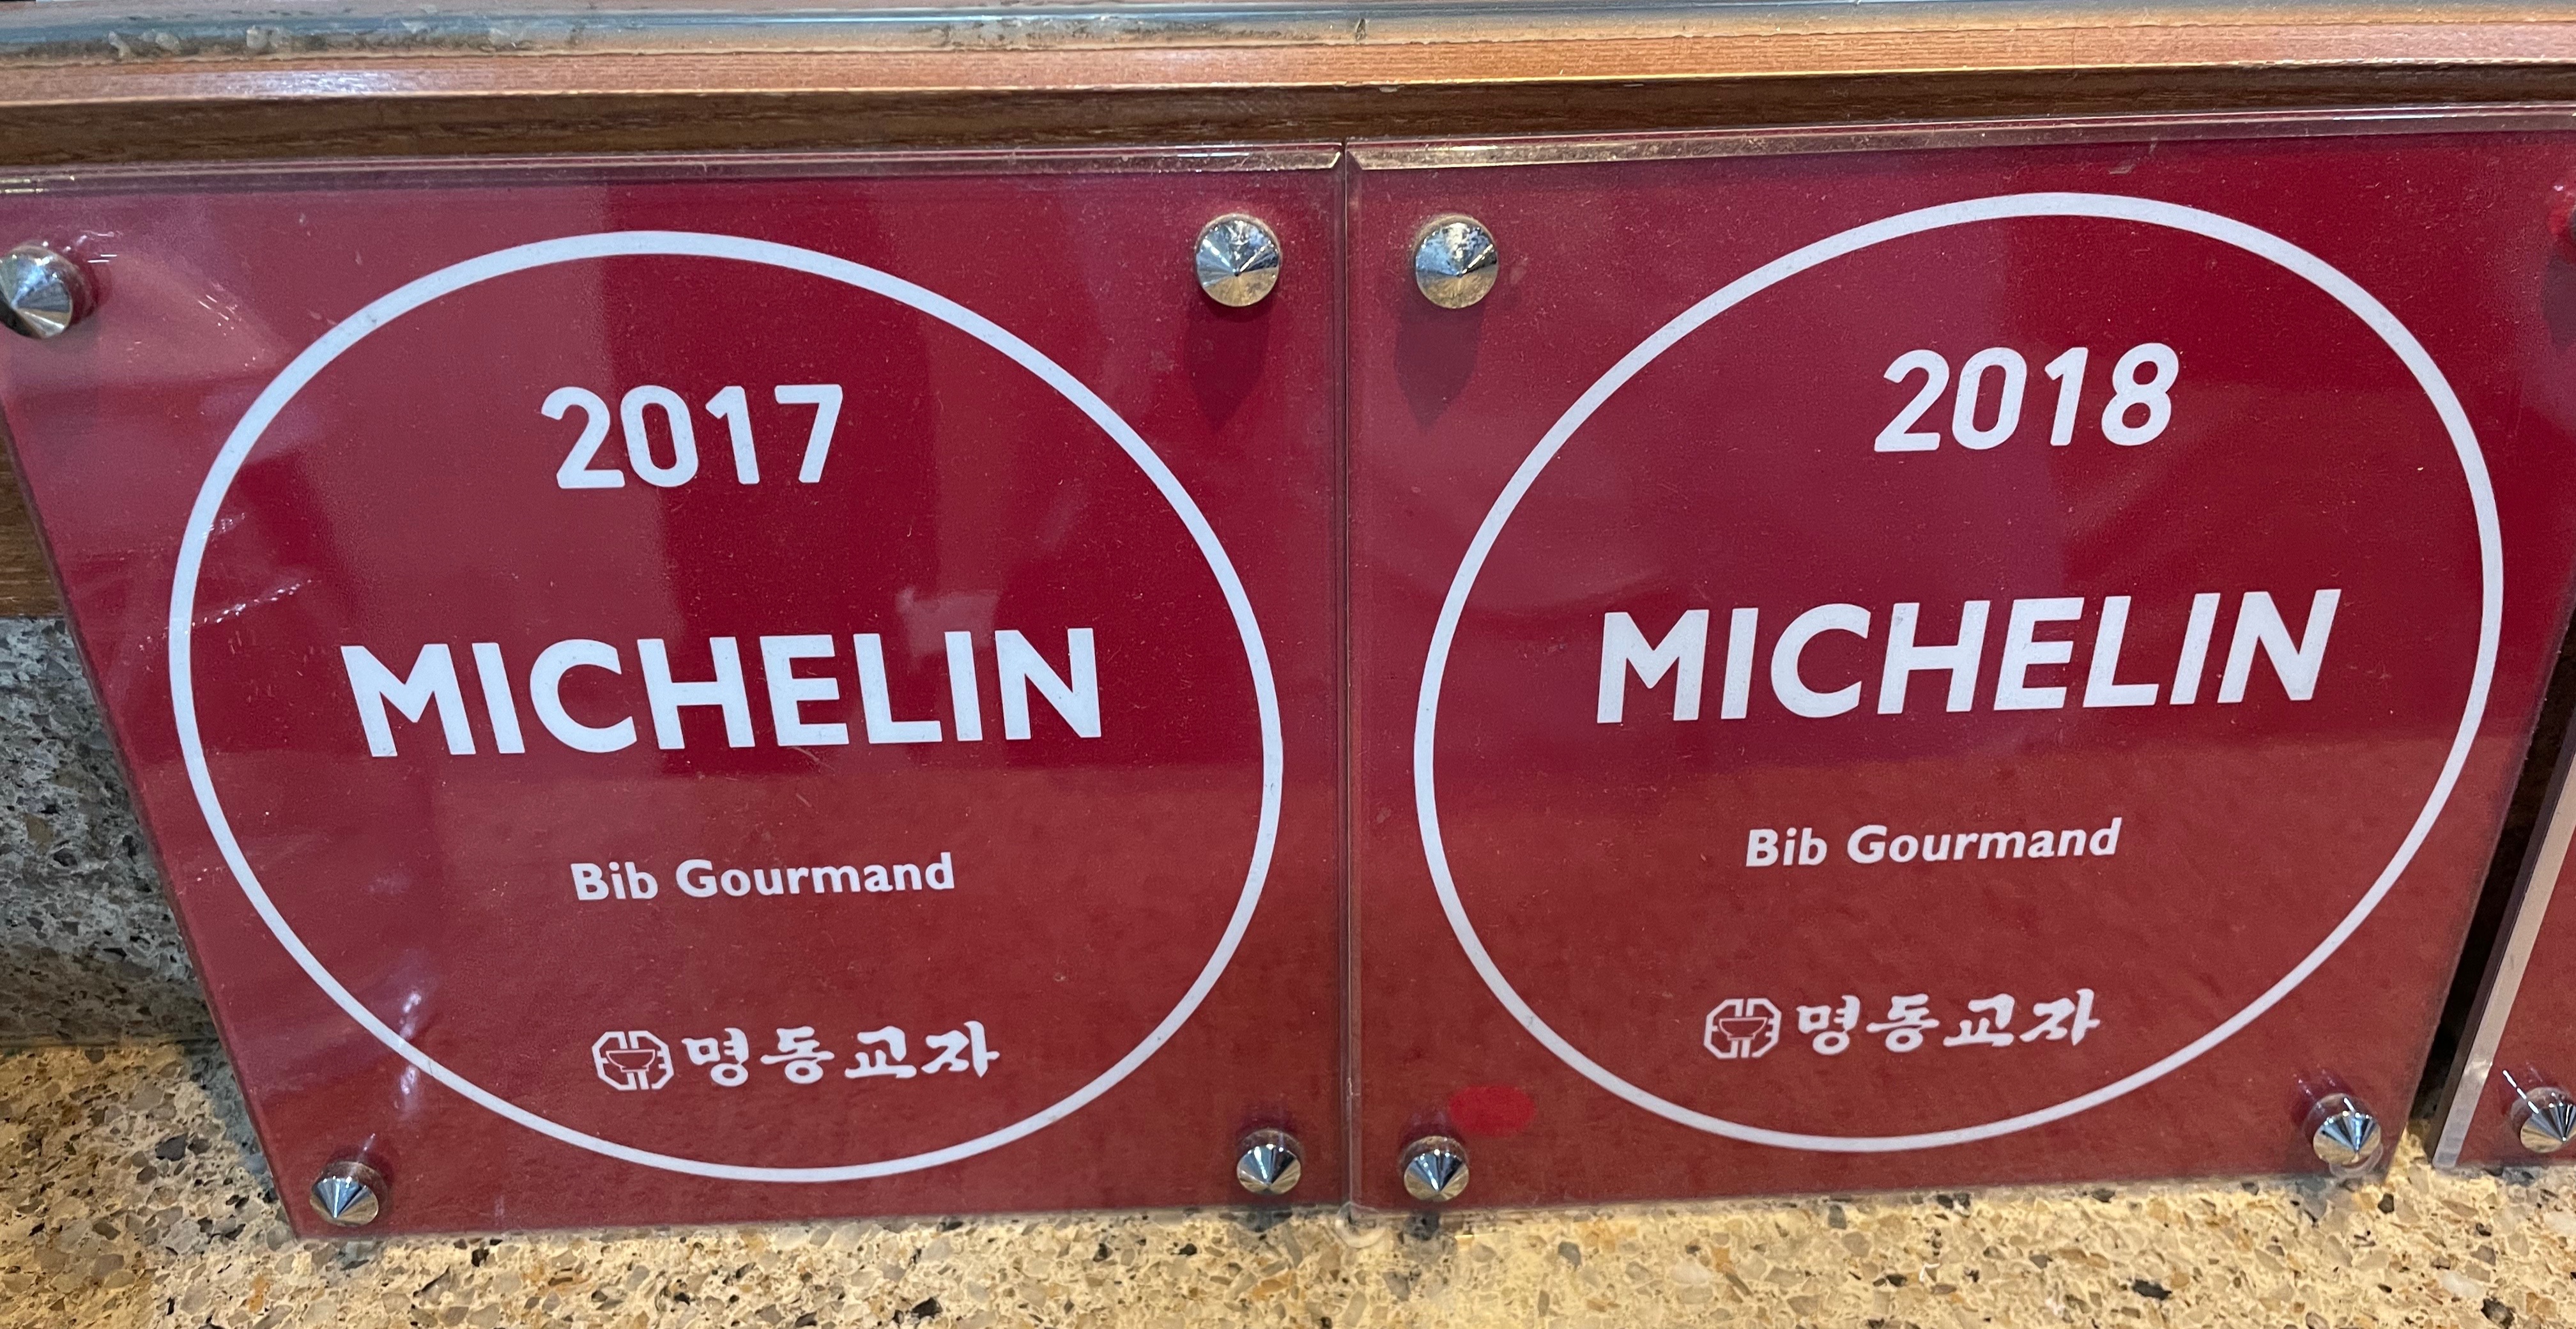 2017
MICHELIN
Bib Gourmand
명동교자
2018
MICHELIN
Bib Gourmand
명동교자